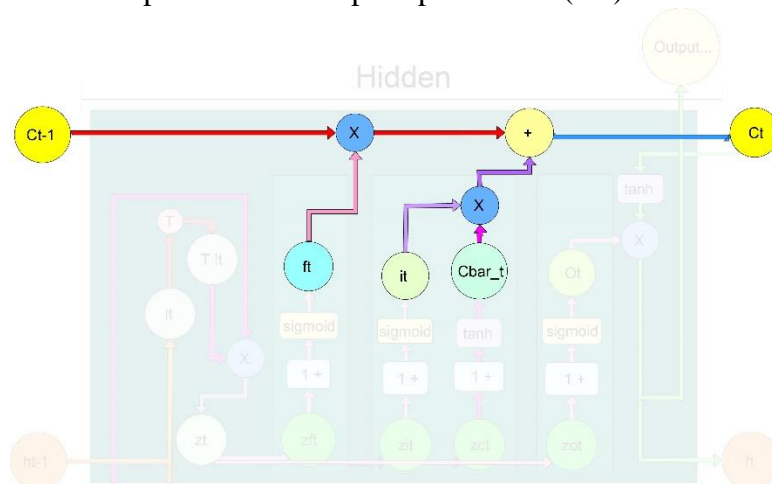 Output...
Hidden
Ct-1
X
+
Ct
tanh
T
X
X
T It
ft
it
Cbar_t
Ot
It
sigmoid
sigmoid
tanh
sigmoid
X
1 +
1 +
1 +
1 +
zt
zft
zit
zct
zot
ht-1
h